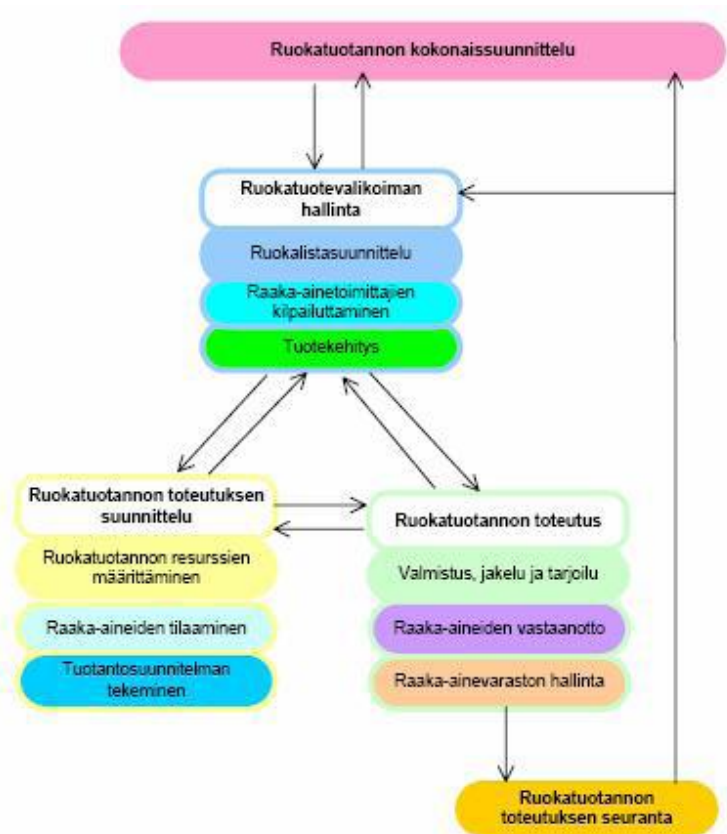 Ruokatuotannon kokonaissuunnittelu
Ruokatuotevalikoiman
hallinta
Ruokalistasuunnittelu
Raaka-ainetoimittajien
kilpailuttaminen
Tuotekehitys
Ruokatuotannon toteutuksen
suunnittelu
Ruokatuotannon resurssien
määrittäminen
Raaka-aineiden tilaaminen
Tuotantosuunnitelman
tekeminen
Ruokatuotannon toteutus
Valmistus, jakelu ja tarjoilu
Raaka-aineiden vastaanotto
Raaka-ainevaraston hallinta
Ruokatuotannon
toteutuksen seuranta